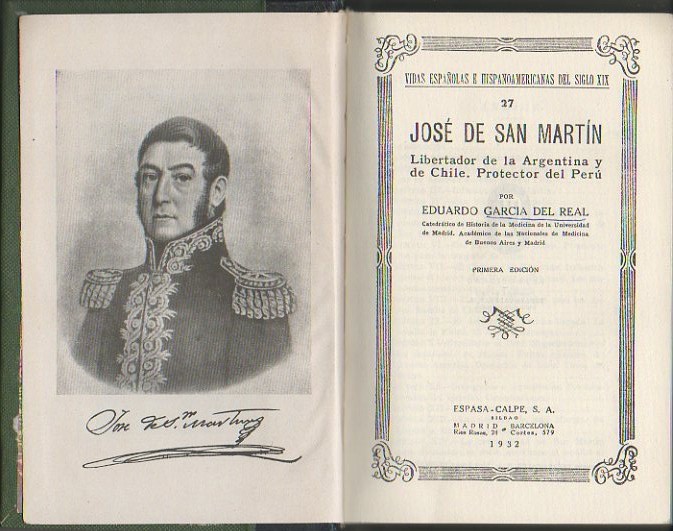 José de S.n Martín
VIDAS ESPAÑOLAS E HISPANOAMERICANAS DEL SIGLO XIX
27
JOSÉ DE SAN MARTÍN
Libertador de la Argentina y
de Chile. Protector del Perú
POR
EDUARDO GARCIA DEL REAL
Catedrático de Historia de la Medicina de la Universidad
de Madrid. Académico de las Nacionales de Medicina
de Buenos Aires y Madrid
PRIMERA EDICIÓN
ESPASA-CALPE, S. A.
BILBAO
MADRID BARCELONA
Ríos Rosas, 24 Cortes, 579
1932